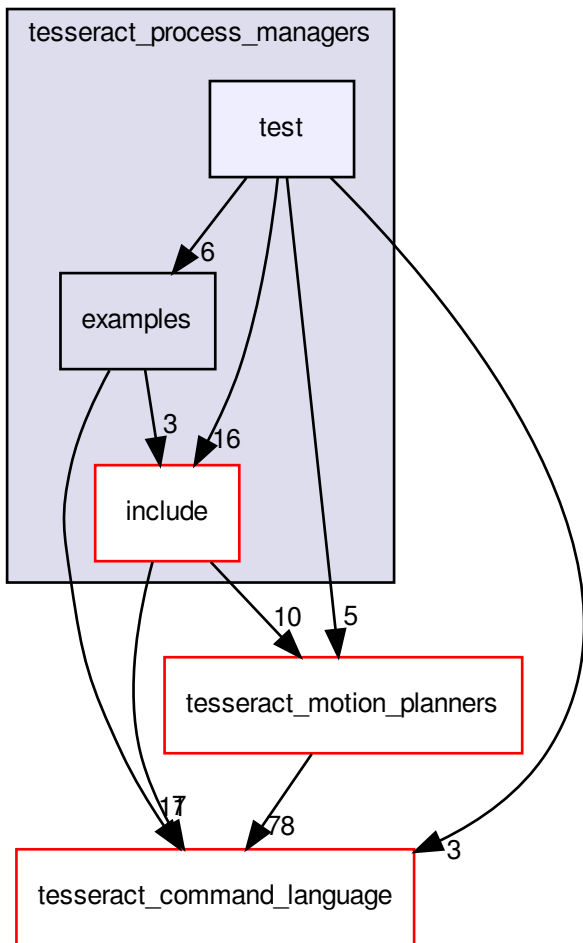 tesseract_process_managers
test
6
examples
3
16
include
10
5
tesseract_motion_planners
78
3
tesseract_command_language